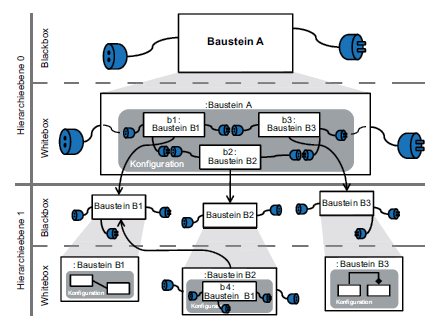 Hierarchieebene 0
Blackbox
Baustein A
Whitebox
:Baustein A
b1:
Baustein B1
b3:
Baustein B3
b2:
Baustein B2
Konfiguration
Hierarchieebene 1
Blackbox
Baustein B1
Baustein B2
Baustein B3
Whitebox
:Baustein B1
Konfiguration
:Baustein B2
b4:
Baustein B1
Konfiguration
:Baustein B3
Konfiguration